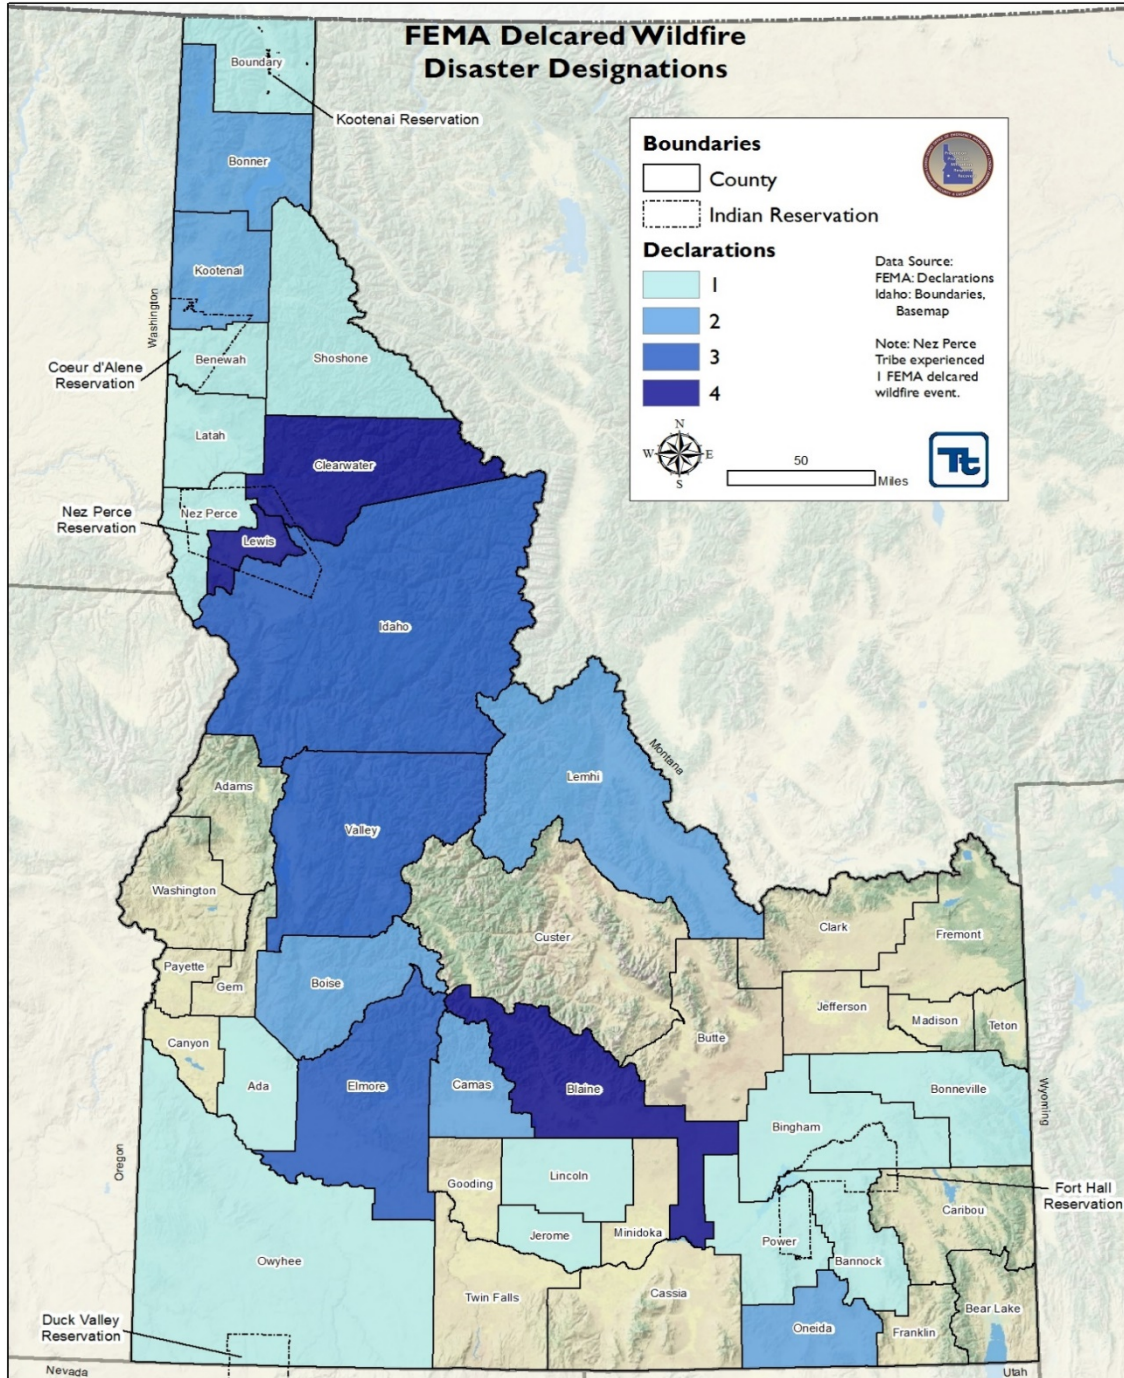 FEMA Delcared Wildfire
Disaster Designations
Boundary
Kootenai Reservation
Bonner
Kootenai
Washington
Coeur d'Alene
Reservation
Benewah
Shoshone
Latah
Clearwater
Nez Perce
Reservation
Nez Perce
Lewis
Idaho
Boundaries
County
Indian Reservation
Declarations
1
2
3
4
Data Source:
FEMA: Declarations
Idaho: Boundaries,
Basemap
Note: Nez Perce
Tribe experienced
1 FEMA delcared
wildfire event.
N
W E
S
50
Miles
Tt
Montana
Lemhi
Adams
Valley
Washington
Custer
Clark
Fremont
Payette
Gem
Boise
Butte
Jefferson
Madison
Teton
Canyon
Ada
Elmore
Camas
Blaine
Bonneville
Wyoming
Bingham
Oregon
Gooding
Lincoln
Fort Hall
Reservation
Caribou
Jerome
Minidoka
Power
Bannock
Owyhee
Twin Falls
Cassia
Bear Lake
Duck Valley
Reservation
Oneida
Franklin
Nevada
Utah